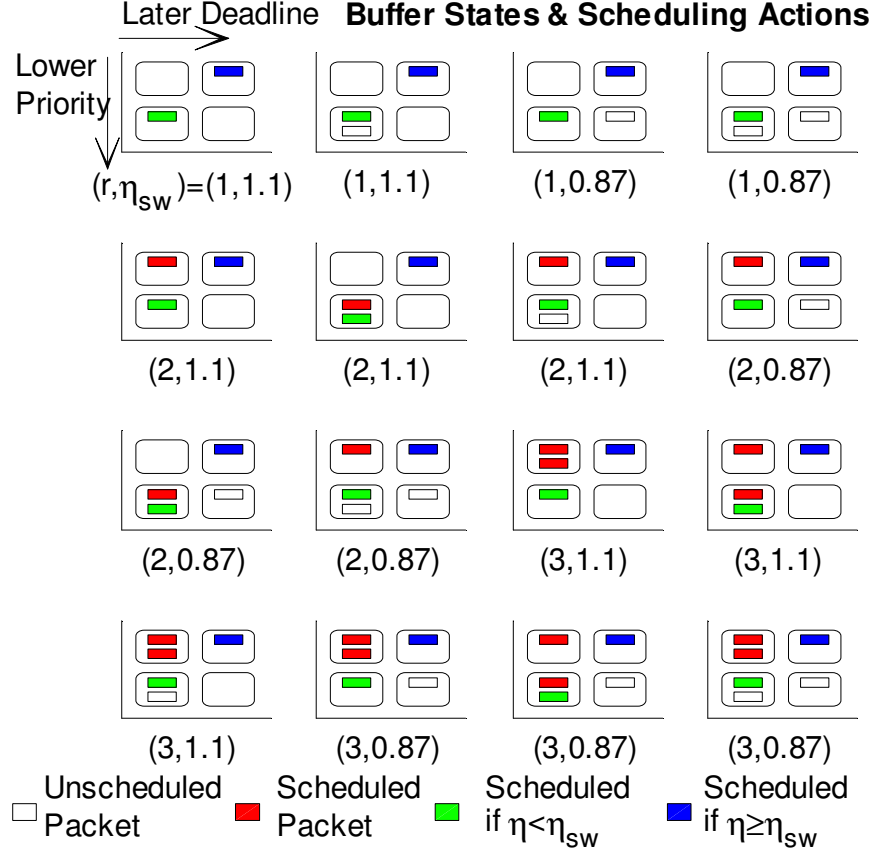 Later Deadline Buffer States & Scheduling Actions
Lower
Priority
(r,ηsw)=(1,1.1) (1,1.1) (1,0.87) (1,0.87)
(2,1.1) (2,1.1) (2,1.1) (2,0.87)
(2,0.87) (2,0.87) (3,1.1) (3,1.1)
(3,1.1) (3,0.87) (3,0.87) (3,0.87)
Unscheduled Scheduled Scheduled Scheduled
Packet Packet if η<ηsw if η≥ηsw